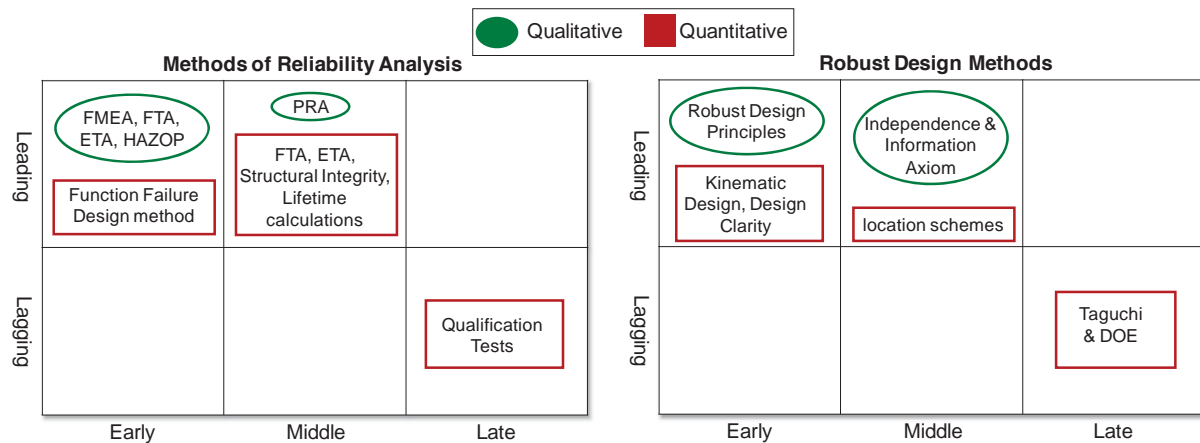 Qualitative
Quantitative
Methods of Reliability Analysis
Leading
Lagging
FMEA, FTA,
ETA, HAZOP
Function Failure
Design method
PRA
FTA, ETA,
Structural Integrity,
Lifetime
calculations
Qualification
Tests
Early
Middle
Late
Robust Design Methods
Leading
Lagging
Robust Design
Principles
Kinematic
Design, Design
Clarity
Independence &
Information
Axiom
location schemes
Taguchi
& DOE
Early
Middle
Late